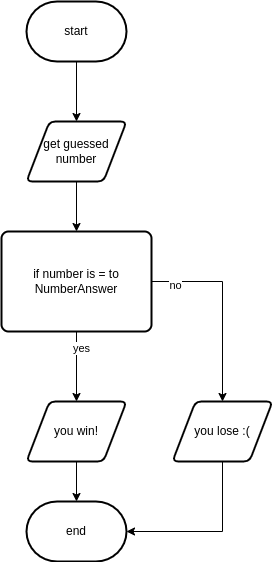 start
get guessed
number
if number is = to
NumberAnswer
no
yes
you win!
you lose :(
end